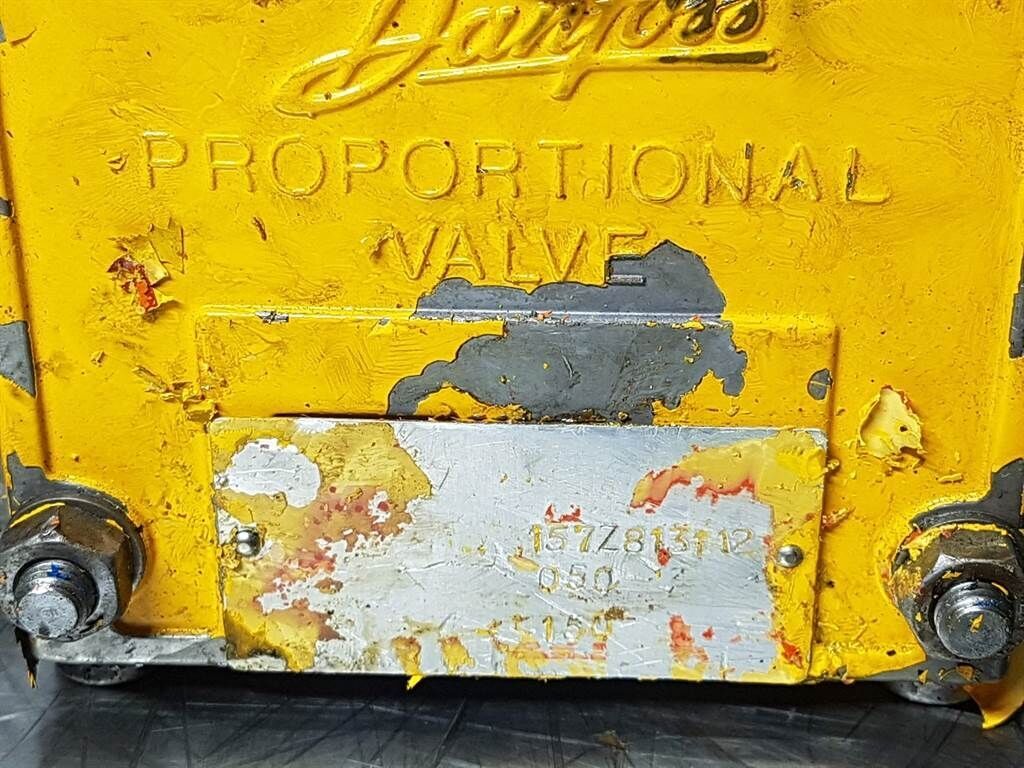 Danfoss
PROPORTIONAL
VALVE
157Z813112
050
150